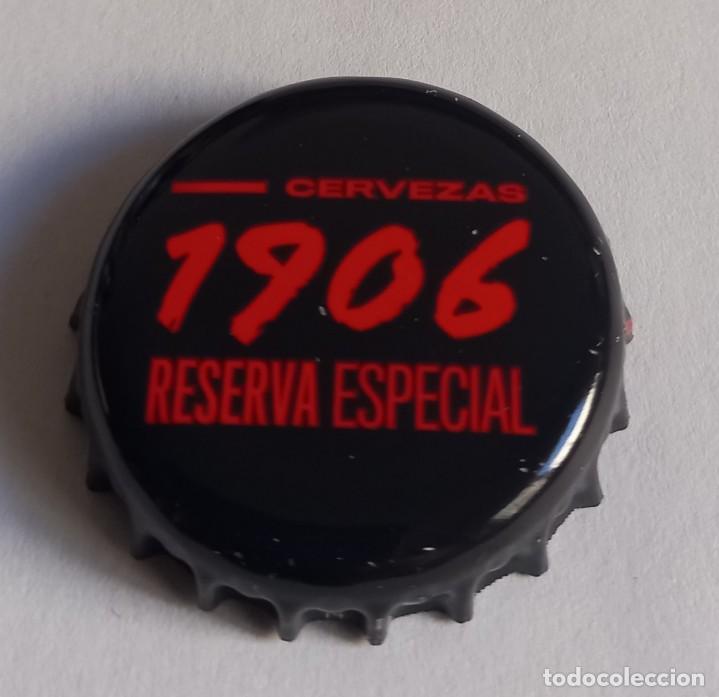 CERVEZAS
1906
RESERVA ESPECIAL
todocoleccion